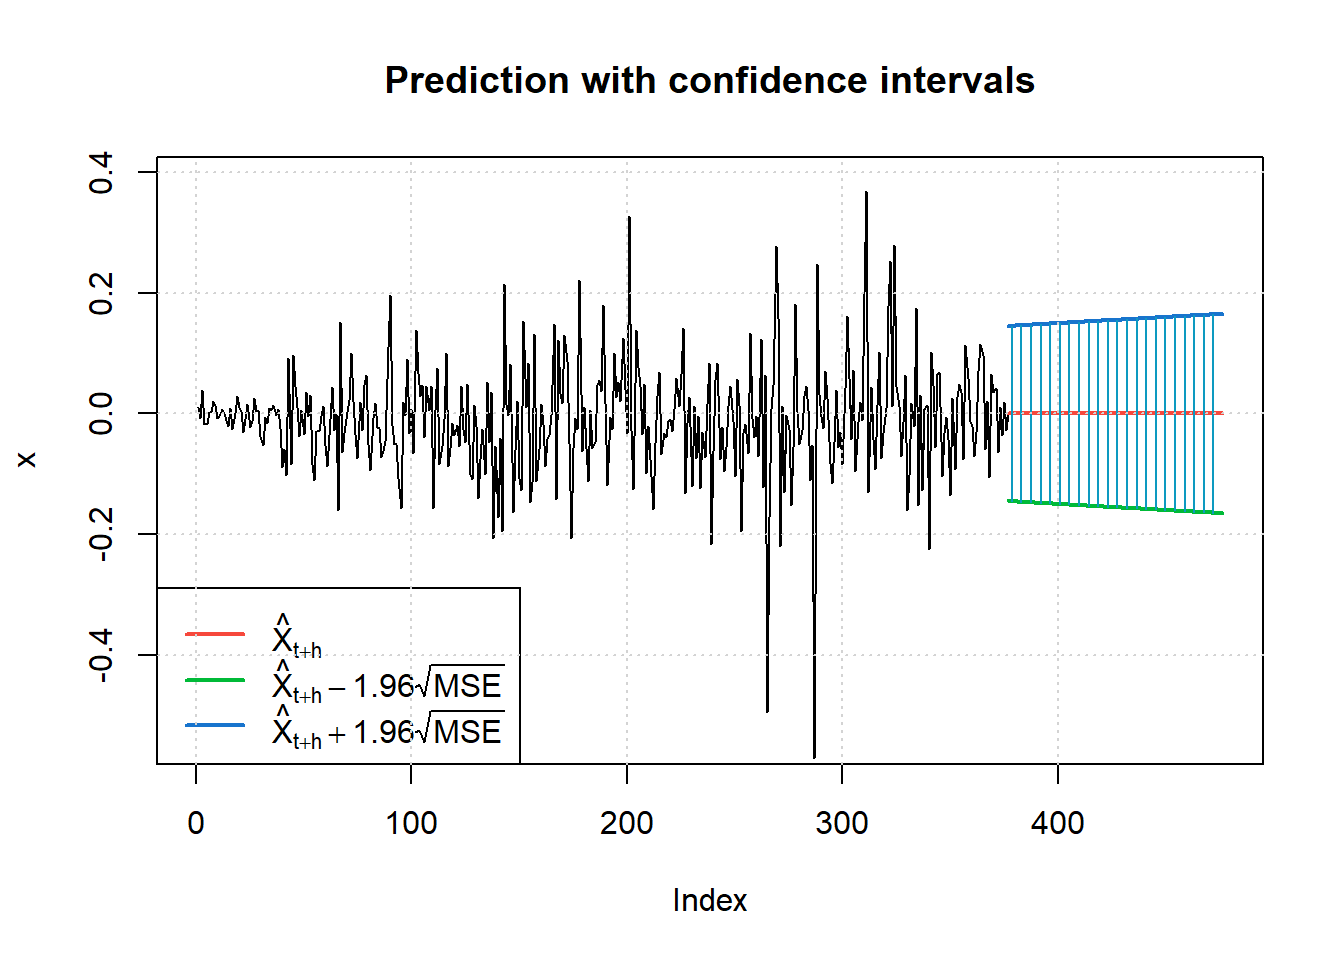 Prediction with confidence intervals
x
0.4
0.2
0.0
-0.2
-0.4
X̂t+h
X̂t+h − 1.96√MSE
X̂t+h + 1.96√MSE
0 100 200 300 400
Index